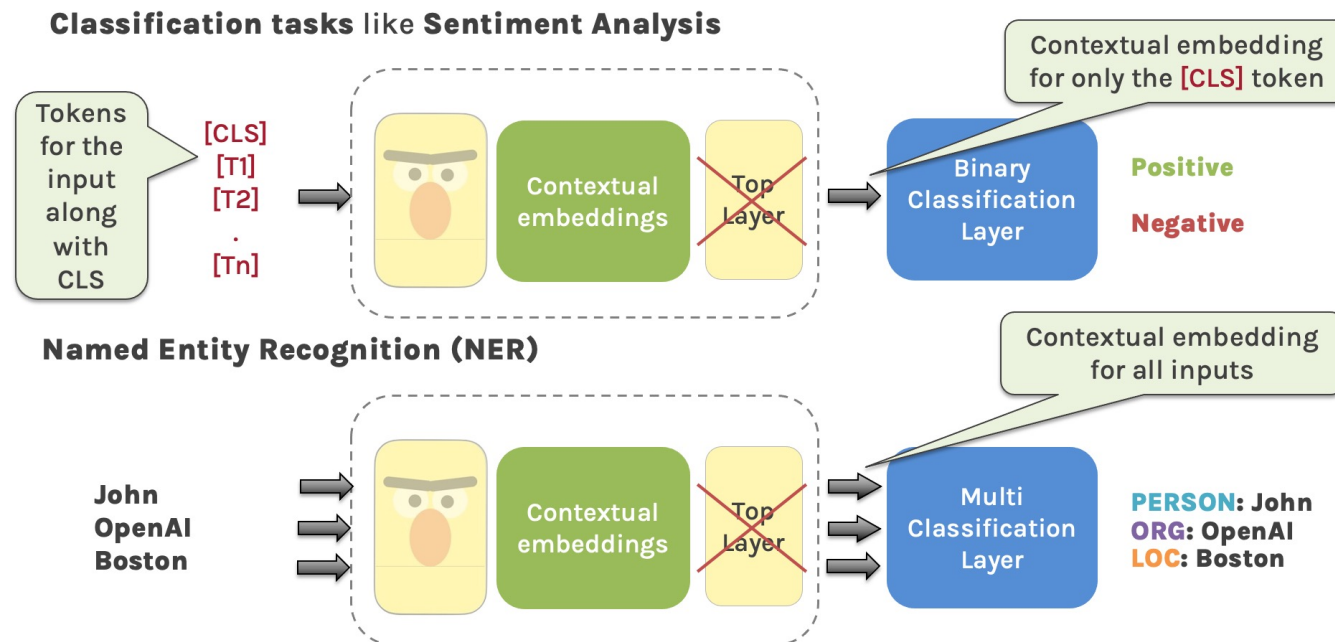 Classification tasks like Sentiment Analysis
Tokens
for the
input
along
with
CLS
[CLS]
[T1]
[T2]
.
[Tn]
Contextual
embeddings
Top
Layer
Contextual embedding
for only the [CLS] token
Binary
Classification
Layer
Positive
Negative
Named Entity Recognition (NER)
John
OpenAI
Boston
Contextual
embeddings
Top
Layer
Contextual embedding
for all inputs
Multi
Classification
Layer
PERSON: John
ORG: OpenAI
LOC: Boston